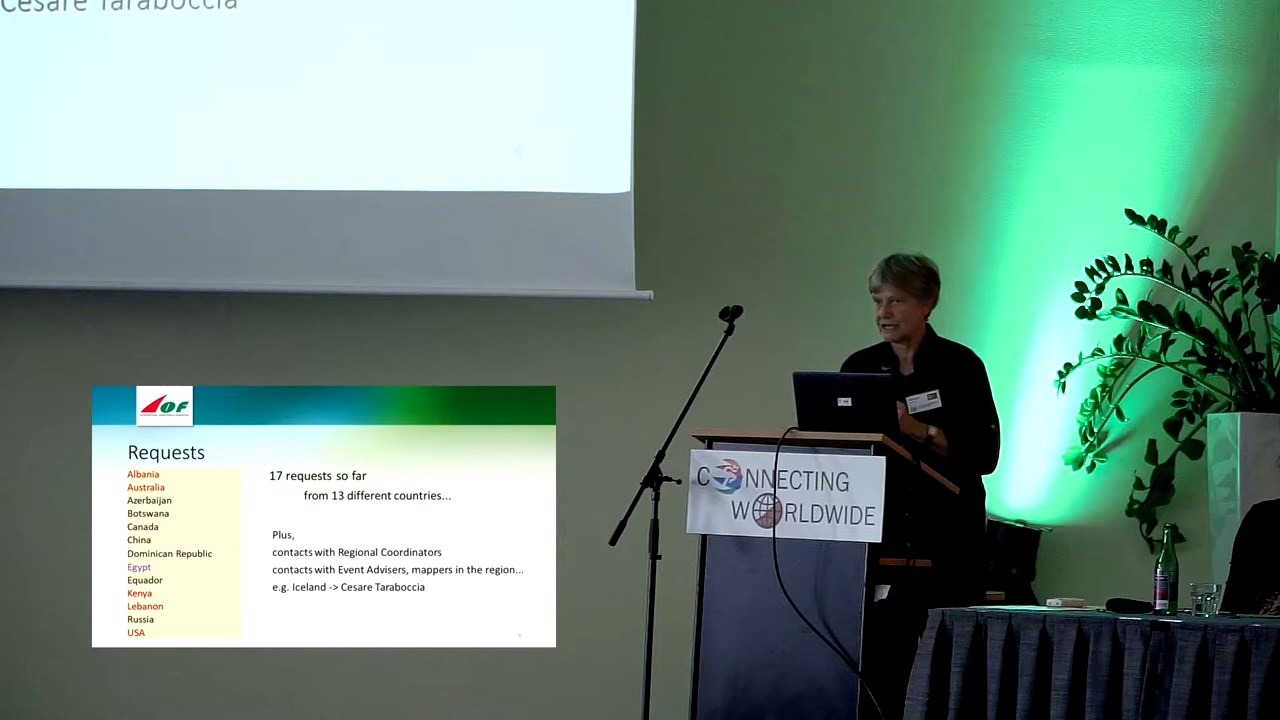 Cesare Taraboccia
IOF
Requests
Albania
Australia
Azerbaijan
Botswana
Canada
China
Dominican Republic
Egypt
Equador
Kenya
Lebanon
Russia
USA
17 requests so far
from 13 different countries...
Plus,
contacts with Regional Coordinators
contacts with Event Advisers, mappers in the region...
e.g. Iceland -> Cesare Taraboccia
CONNECTING
WORLDWIDE